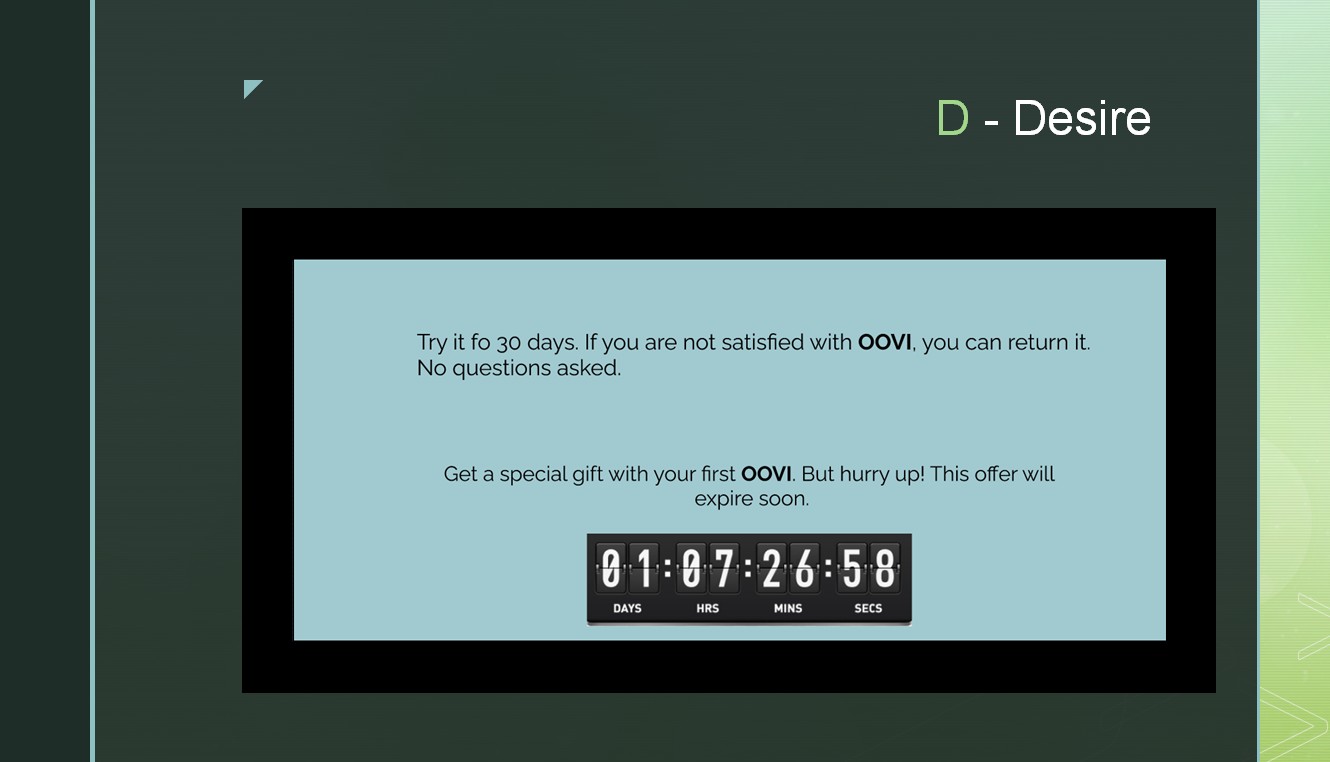 D - Desire
Try it fo 30 days. If you are not satisfied with OOVI, you can return it.
No questions asked.
Get a special gift with your first OOVI. But hurry up! This offer will
expire soon.
01:07:26:58
DAYS HRS MINS SECS